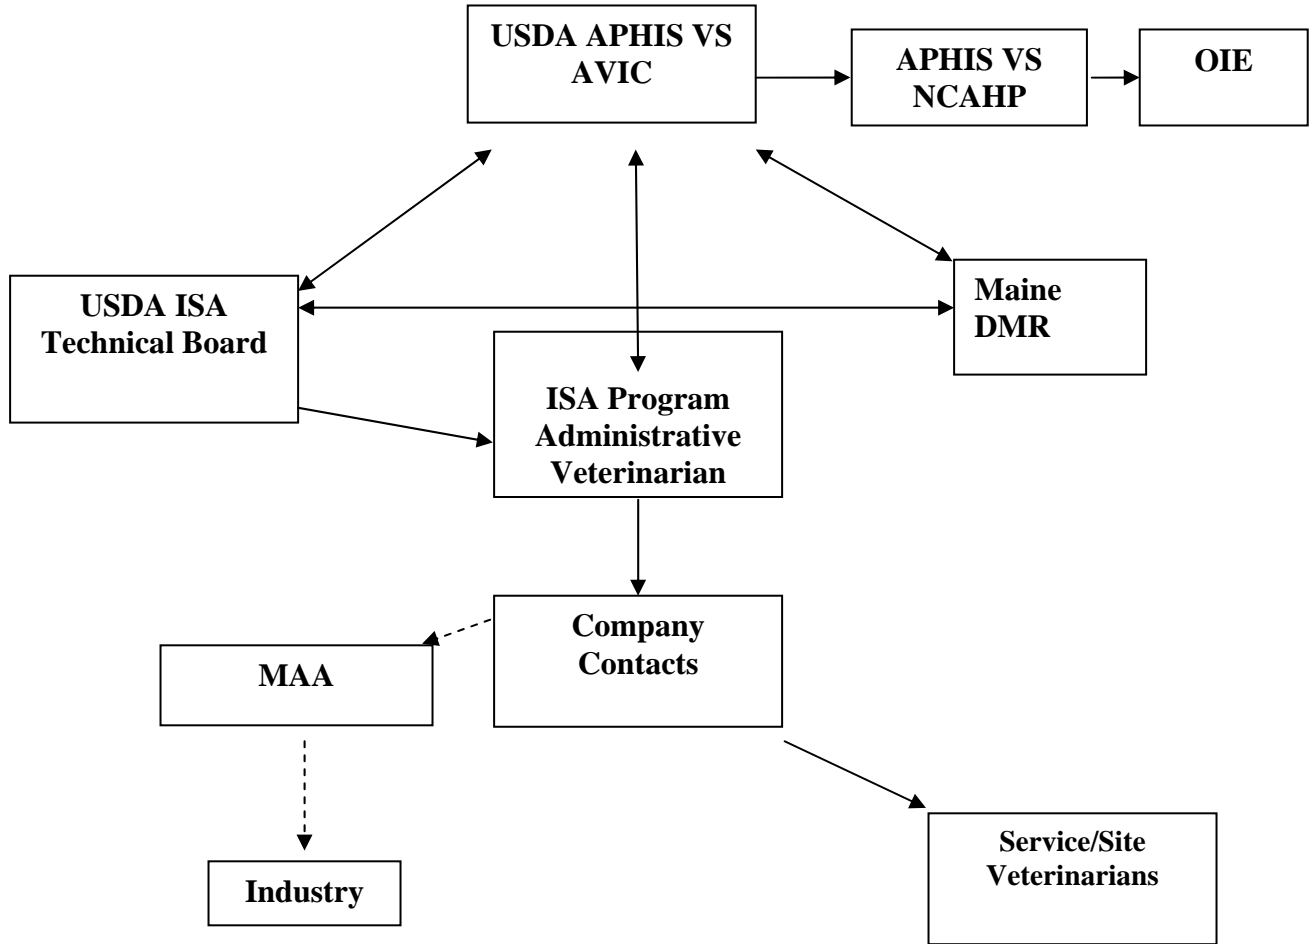 USDA APHIS VS
AVIC
APHIS VS
NCAHP
OIE
USDA ISA
Technical Board
Maine
DMR
ISA Program
Administrative
Veterinarian
Company
Contacts
MAA
Service/Site
Veterinarians
Industry